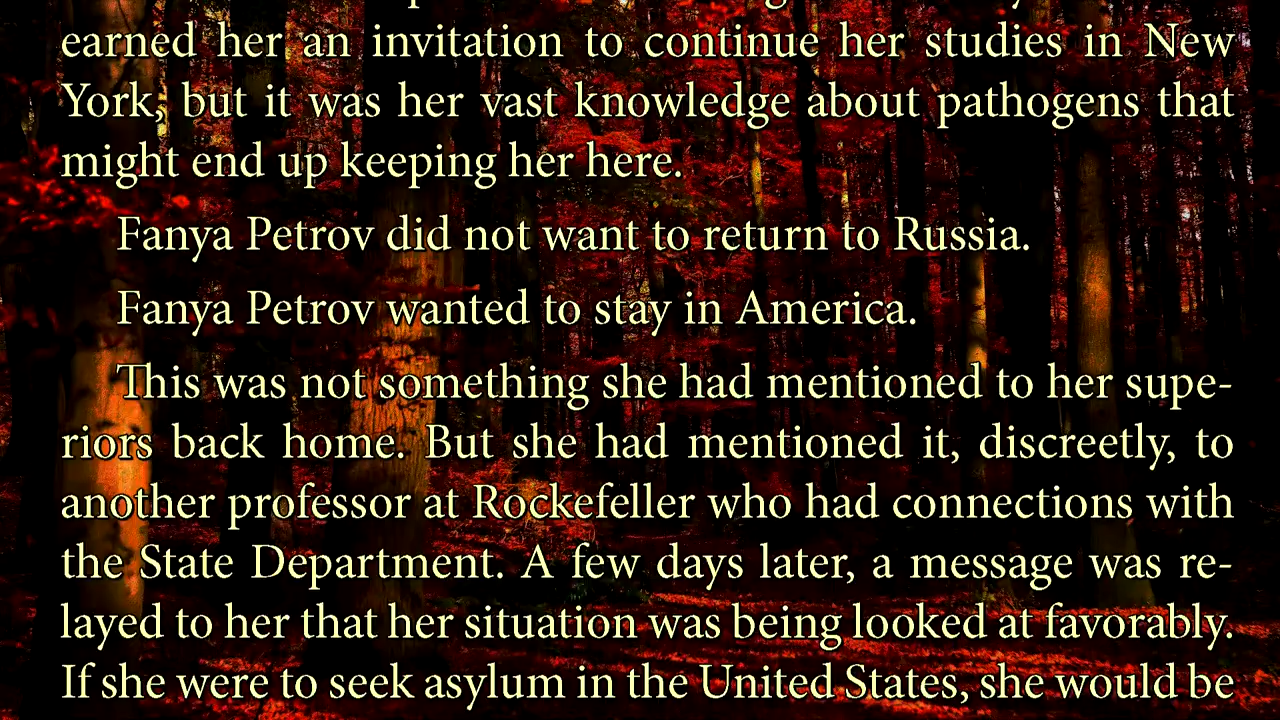 earned her an invitation to continue her studies in New
York, but it was her vast knowledge about pathogens that
might end up keeping her here.
Fanya Petrov did not want to return to Russia.
Fanya Petrov wanted to stay in America.
This was not something she had mentioned to her supe-
riors back home. But she had mentioned it, discreetly, to
another professor at Rockefeller who had connections with
the State Department. A few days later, a message was re-
layed to her that her situation was being looked at favorably.
If she were to seek asylum in the United States, she would be